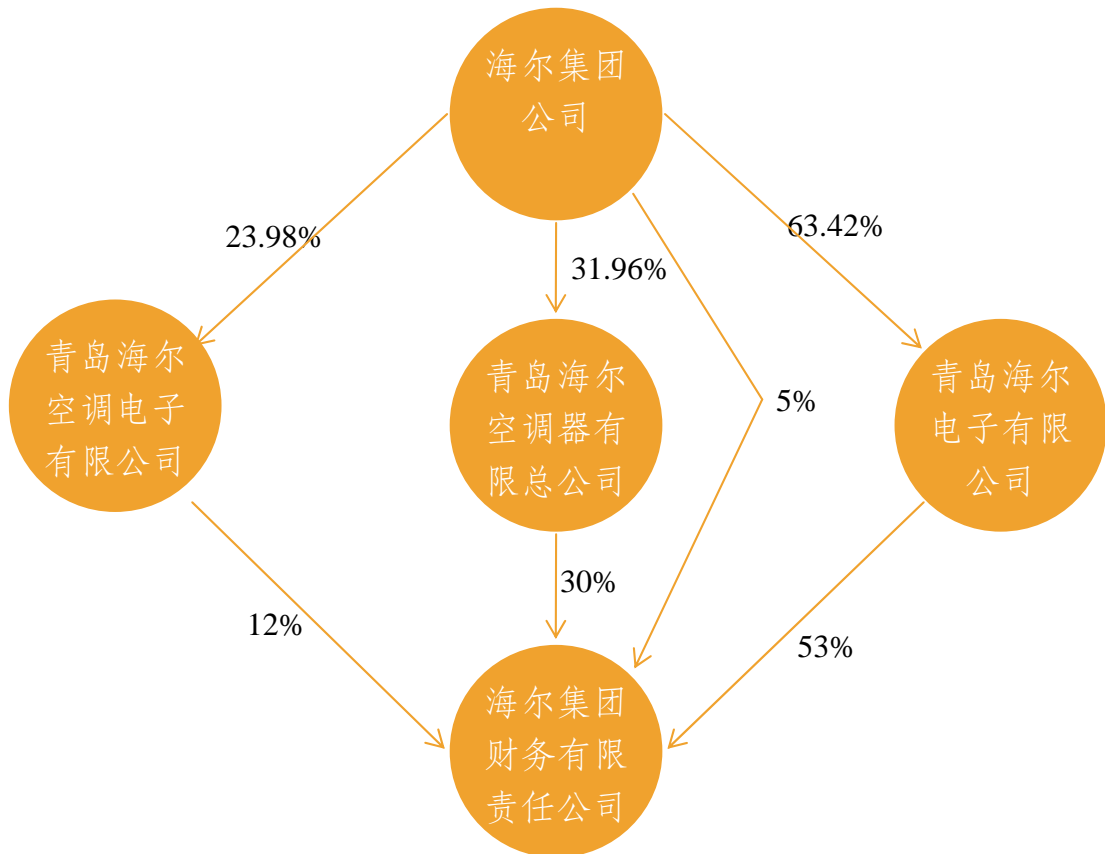 海尔集团
公司
23.98%
31.96%
63.42%
青岛海尔
空调电子
有限公司
青岛海尔
空调器有
限总公司
5%
青岛海尔
电子有限
公司
12%
30%
53%
海尔集团
财务有限
责任公司